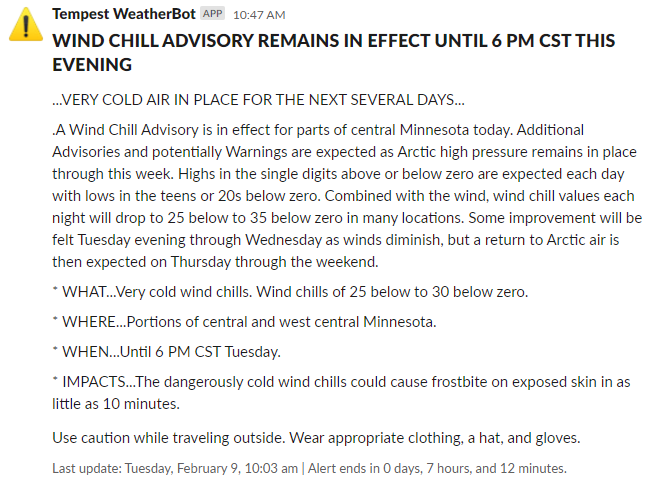 Tempest WeatherBot APP 10:47 AM
WIND CHILL ADVISORY REMAINS IN EFFECT UNTIL 6 PM CST THIS
EVENING
...VERY COLD AIR IN PLACE FOR THE NEXT SEVERAL DAYS...
.A Wind Chill Advisory is in effect for parts of central Minnesota today. Additional
Advisories and potentially Warnings are expected as Arctic high pressure remains in place
through this week. Highs in the single digits above or below zero are expected each day
with lows in the teens or 20s below zero. Combined with the wind, wind chill values each
night will drop to 25 below to 35 below zero in many locations. Some improvement will be
felt Tuesday evening through Wednesday as winds diminish, but a return to Arctic air is
then expected on Thursday through the weekend.
* WHAT...Very cold wind chills. Wind chills of 25 below to 30 below zero.
* WHERE...Portions of central and west central Minnesota.
* WHEN...Until 6 PM CST Tuesday.
* IMPACTS...The dangerously cold wind chills could cause frostbite on exposed skin in as
little as 10 minutes.
Use caution while traveling outside. Wear appropriate clothing, a hat, and gloves.
Last update: Tuesday, February 9, 10:03 am | Alert ends in 0 days, 7 hours, and 12 minutes.